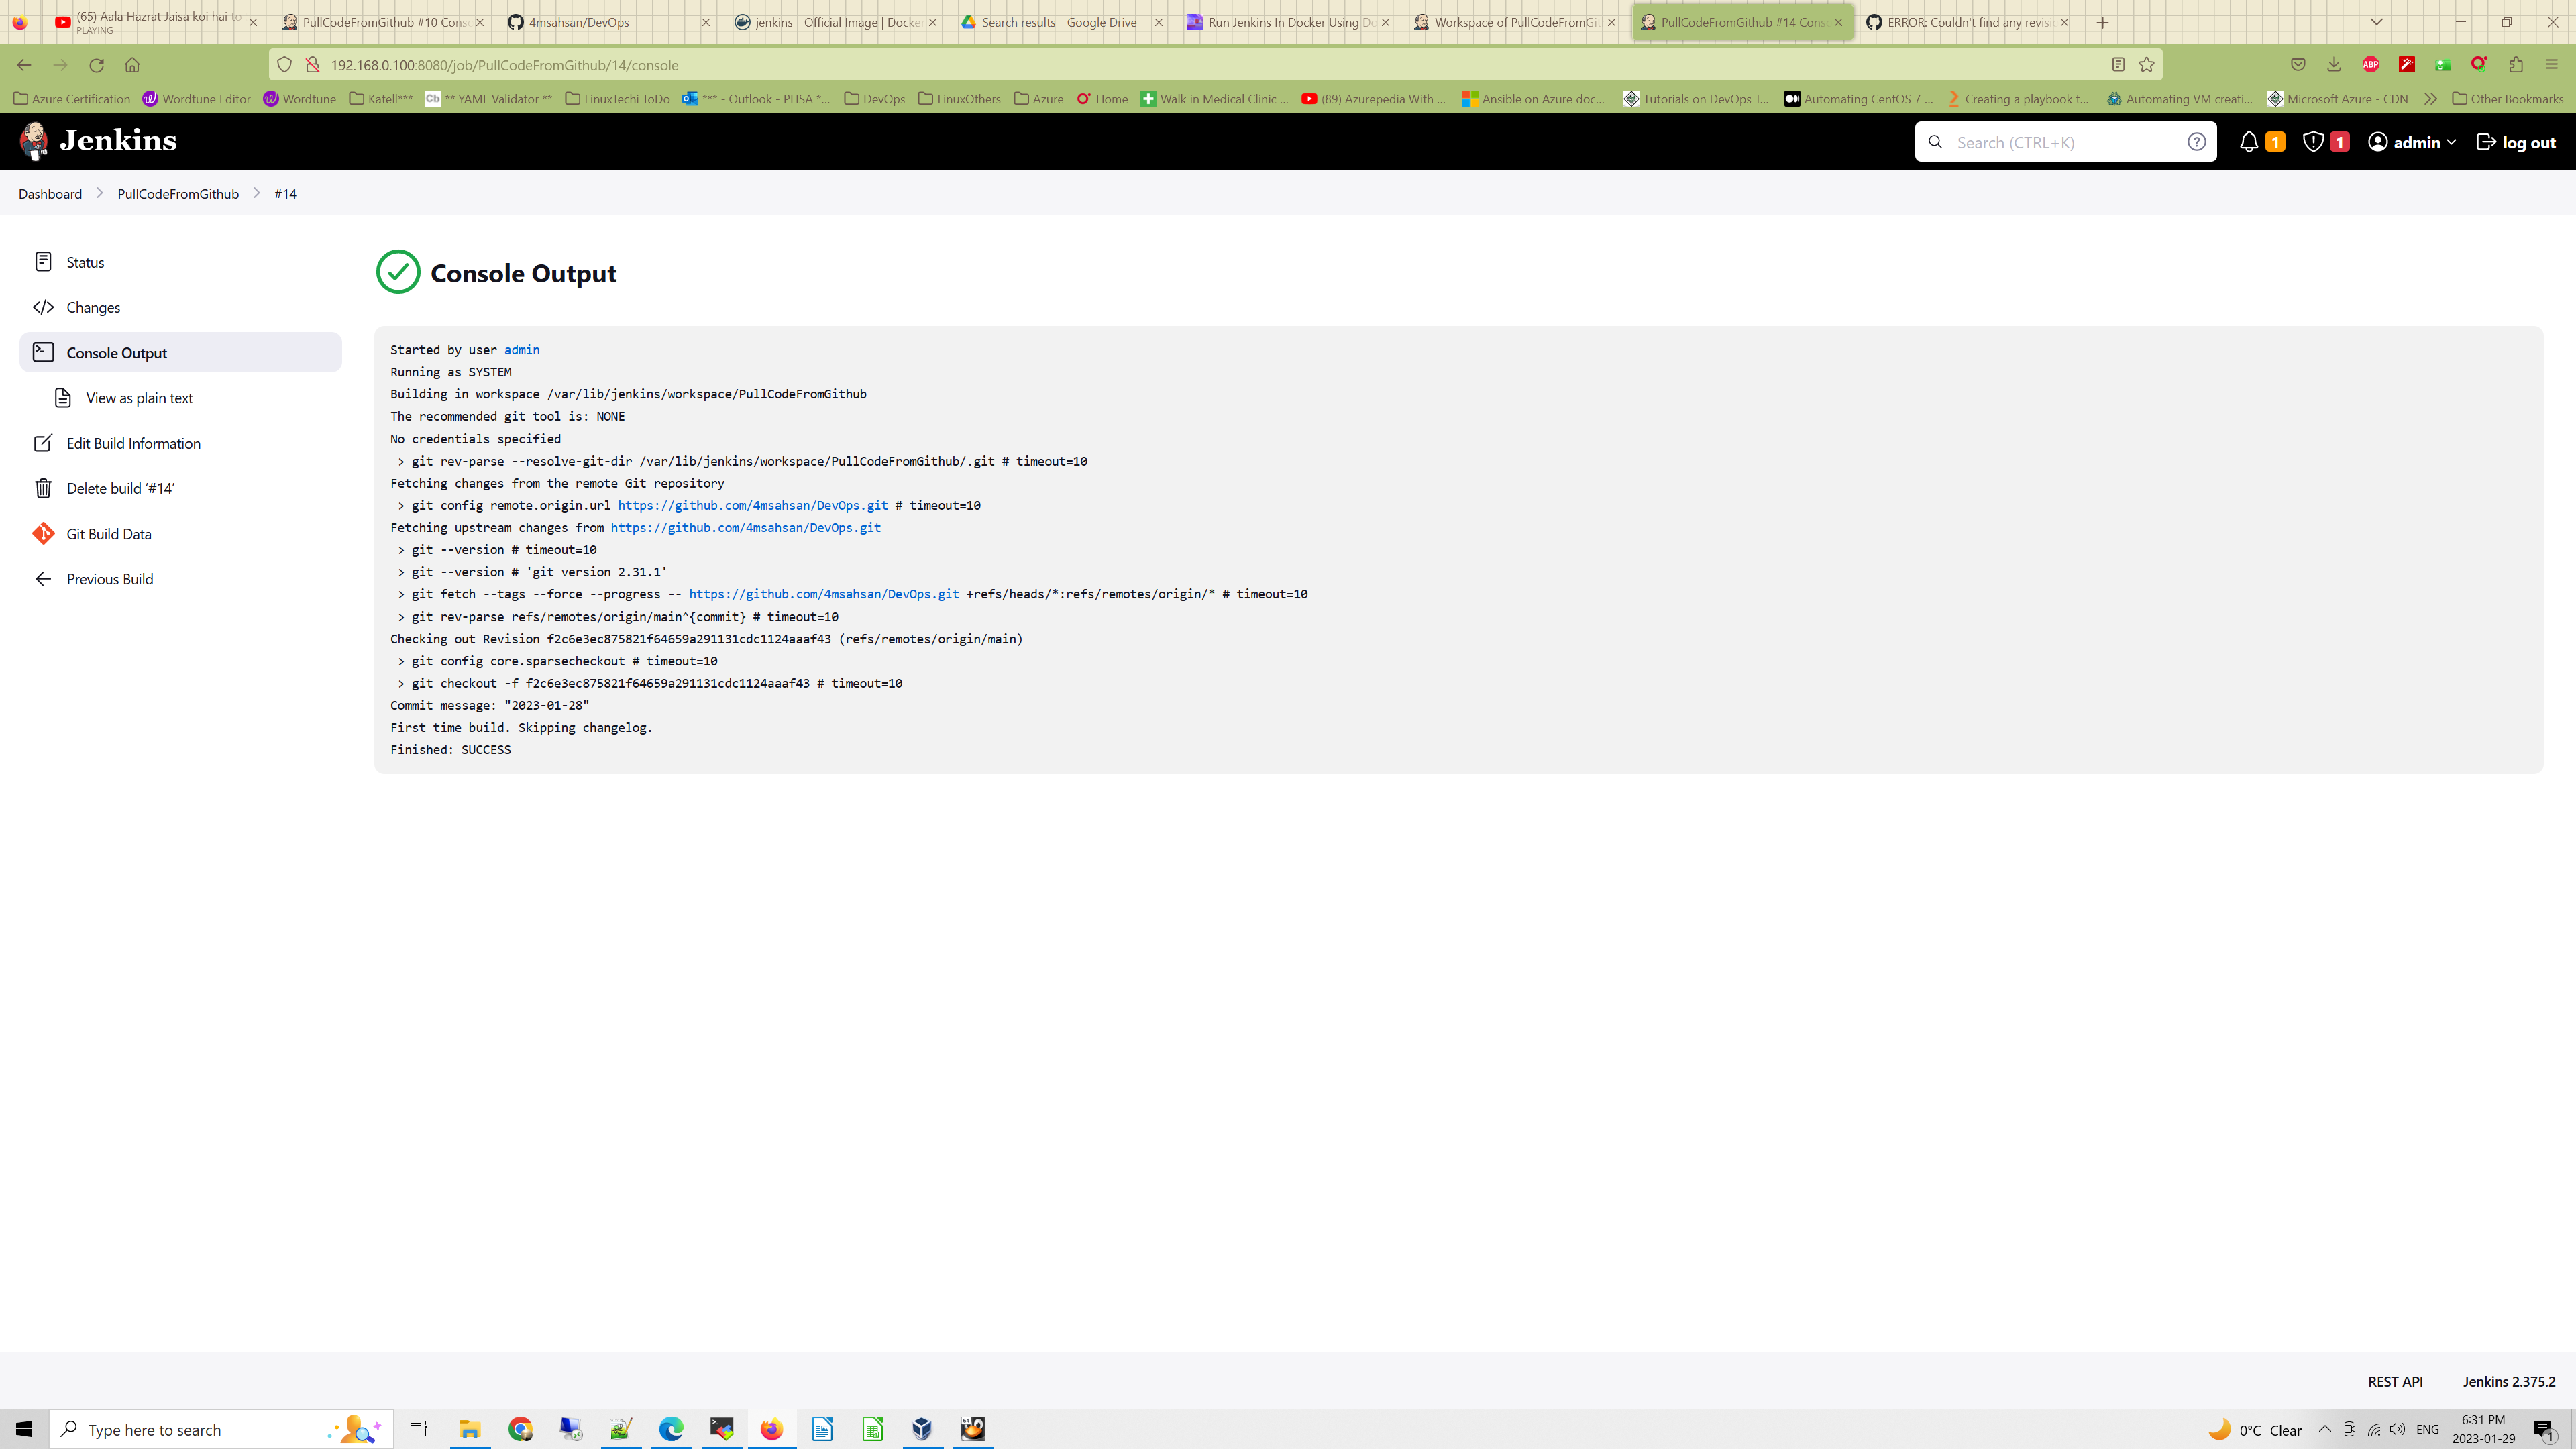 (65) Aala Hazrat Jaisa koi hai to
PLAYING
PullCodeFromGithub #10 Conso
4msahsan/DevOps
jenkins - Official Image | Docker
Search results - Google Drive
Run Jenkins In Docker Using Do
Workspace of PullCodeFromGit
PullCodeFromGithub #14 Conso
ERROR: Couldn't find any revisi
192.168.0.100:8080/job/PullCodeFromGithub/14/console
ABP
Azure Certification
Wordtune Editor
Wordtune
Katell***
Cb
** YAML Validator **
LinuxTechi ToDo
*** - Outlook - PHSA *...
DevOps
LinuxOthers
Azure
Home
Walk in Medical Clinic ...
(89) Azurepedia With ...
Ansible on Azure doc...
Tutorials on DevOps T...
Automating CentOS 7 ...
Creating a playbook t...
Automating VM creati...
Microsoft Azure - CDN
Other Bookmarks
Jenkins
Search (CTRL+K)
1
1
admin
log out
Dashboard
PullCodeFromGithub
#14
Status
Changes
Console Output
View as plain text
Edit Build Information
Delete build ‘#14’
Git Build Data
Previous Build
Console Output
Started by user admin
Running as SYSTEM
Building in workspace /var/lib/jenkins/workspace/PullCodeFromGithub
The recommended git tool is: NONE
No credentials specified
> git rev-parse --resolve-git-dir /var/lib/jenkins/workspace/PullCodeFromGithub/.git # timeout=10
Fetching changes from the remote Git repository
> git config remote.origin.url https://github.com/4msahsan/DevOps.git # timeout=10
Fetching upstream changes from https://github.com/4msahsan/DevOps.git
> git --version # timeout=10
> git --version # 'git version 2.31.1'
> git fetch --tags --force --progress -- https://github.com/4msahsan/DevOps.git +refs/heads/*:refs/remotes/origin/* # timeout=10
> git rev-parse refs/remotes/origin/main^{commit} # timeout=10
Checking out Revision f2c6e3ec875821f64659a291131cdc1124aaaf43 (refs/remotes/origin/main)
> git config core.sparsecheckout # timeout=10
> git checkout -f f2c6e3ec875821f64659a291131cdc1124aaaf43 # timeout=10
Commit message: "2023-01-28"
First time build. Skipping changelog.
Finished: SUCCESS
REST API
Jenkins 2.375.2
Type here to search
0°C Clear
ENG
6:31 PM
2023-01-29
1